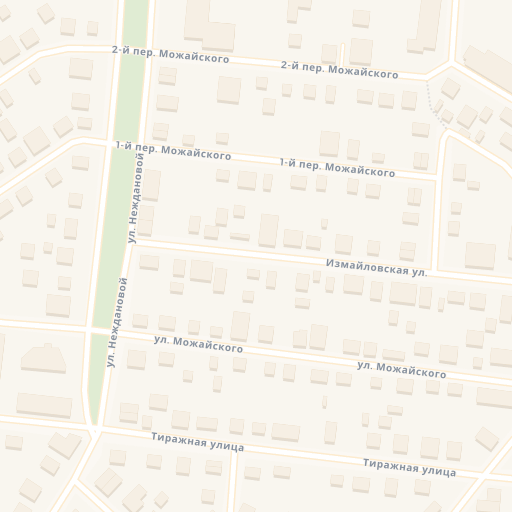 2-й пер. Можайского
2-й пер. Можайского
1-й пер. Можайского
1-й пер. Можайского
ул. Неждановой
Измайловская ул.
ул. Неждановой
ул. Можайского
ул. Можайского
Тиражная улица
Тиражная улица